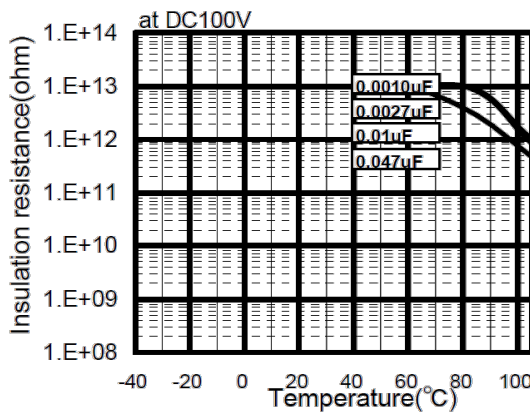 at DC100V
1.E+14
1.E+13
1.E+12
1.E+11
1.E+10
1.E+09
1.E+08
Insulation resistance(ohm)
0.0010uF
0.0027uF
0.01uF
0.047uF
-40 -20 0 20 40 60 80 100
Temperature(℃)